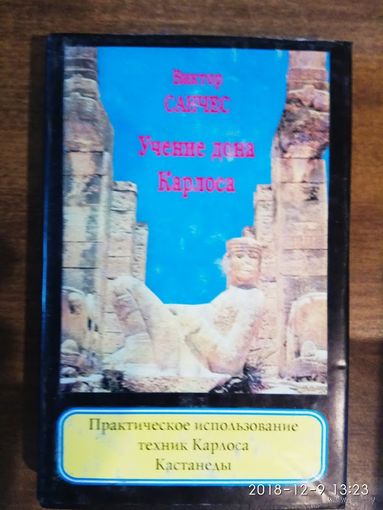 Виктор
САНЧЕС
Учение дона
Карлоса
Практическое использование
техник Карлоса
Кастанеды
2018-12-9 13:23